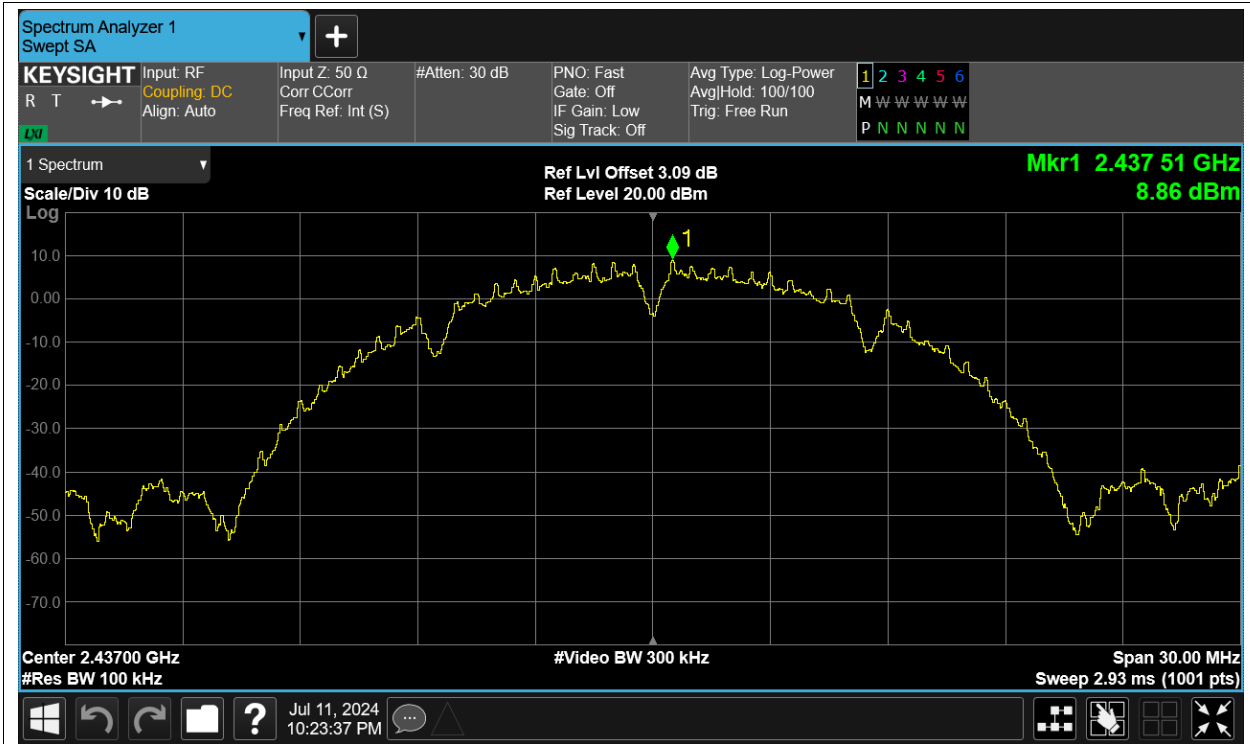 Spectrum Analyzer 1
Swept SA
+
KEYSIGHT
R T
LXI
Input: RF
Coupling: DC
Align: Auto
Input Z: 50 Ω
Corr CCorr
Freq Ref: Int (S)
#Atten: 30 dB
PNO: Fast
Gate: Off
IF Gain: Low
Sig Track: Off
Avg Type: Log-Power
Avg|Hold: 100/100
Trig: Free Run
1 2 3 4 5 6
M W W W W W
P N N N N N
1 Spectrum
Scale/Div 10 dB
Log
Ref Lvl Offset 3.09 dB
Ref Level 20.00 dBm
Mkr1 2.437 51 GHz
8.86 dBm
1
10.0
0.00
-10.0
-20.0
-30.0
-40.0
-50.0
-60.0
-70.0
Center 2.43700 GHz
#Res BW 100 kHz
#Video BW 300 kHz
Span 30.00 MHz
Sweep 2.93 ms (1001 pts)
?
Jul 11, 2024
10:23:37 PM